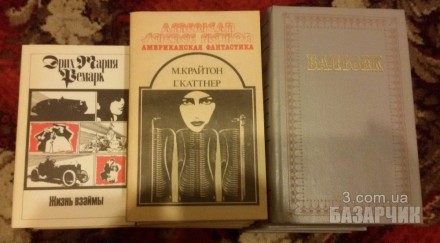 Эрих Мария
Ремарк
Жизнь взаймы
АМЕРИКАНСКАЯ ФАНТАСТИКА
М.КРАЙТОН
Г.КАТТНЕР
3.com.ua
БАЗАРЧИК